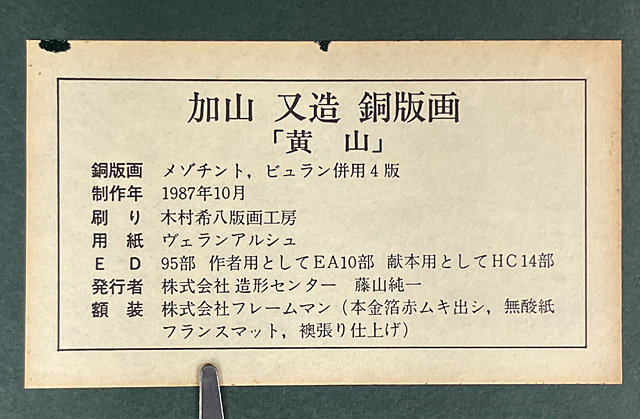 加山 又造 銅版画
「黄 山」
銅版画 メゾチント，ビュラン併用4版
制作年 1987年10月
刷 り 木村希八版画工房
用 紙 ヴェランアルシュ
E D 95部 作者用としてEA10部 献本用としてHC14部
発行者 株式会社 造形センター 藤山純一
額 装 株式会社フレームマン（本金箔赤ムキ出シ，無酸紙
フランスマット，襖張り仕上げ）